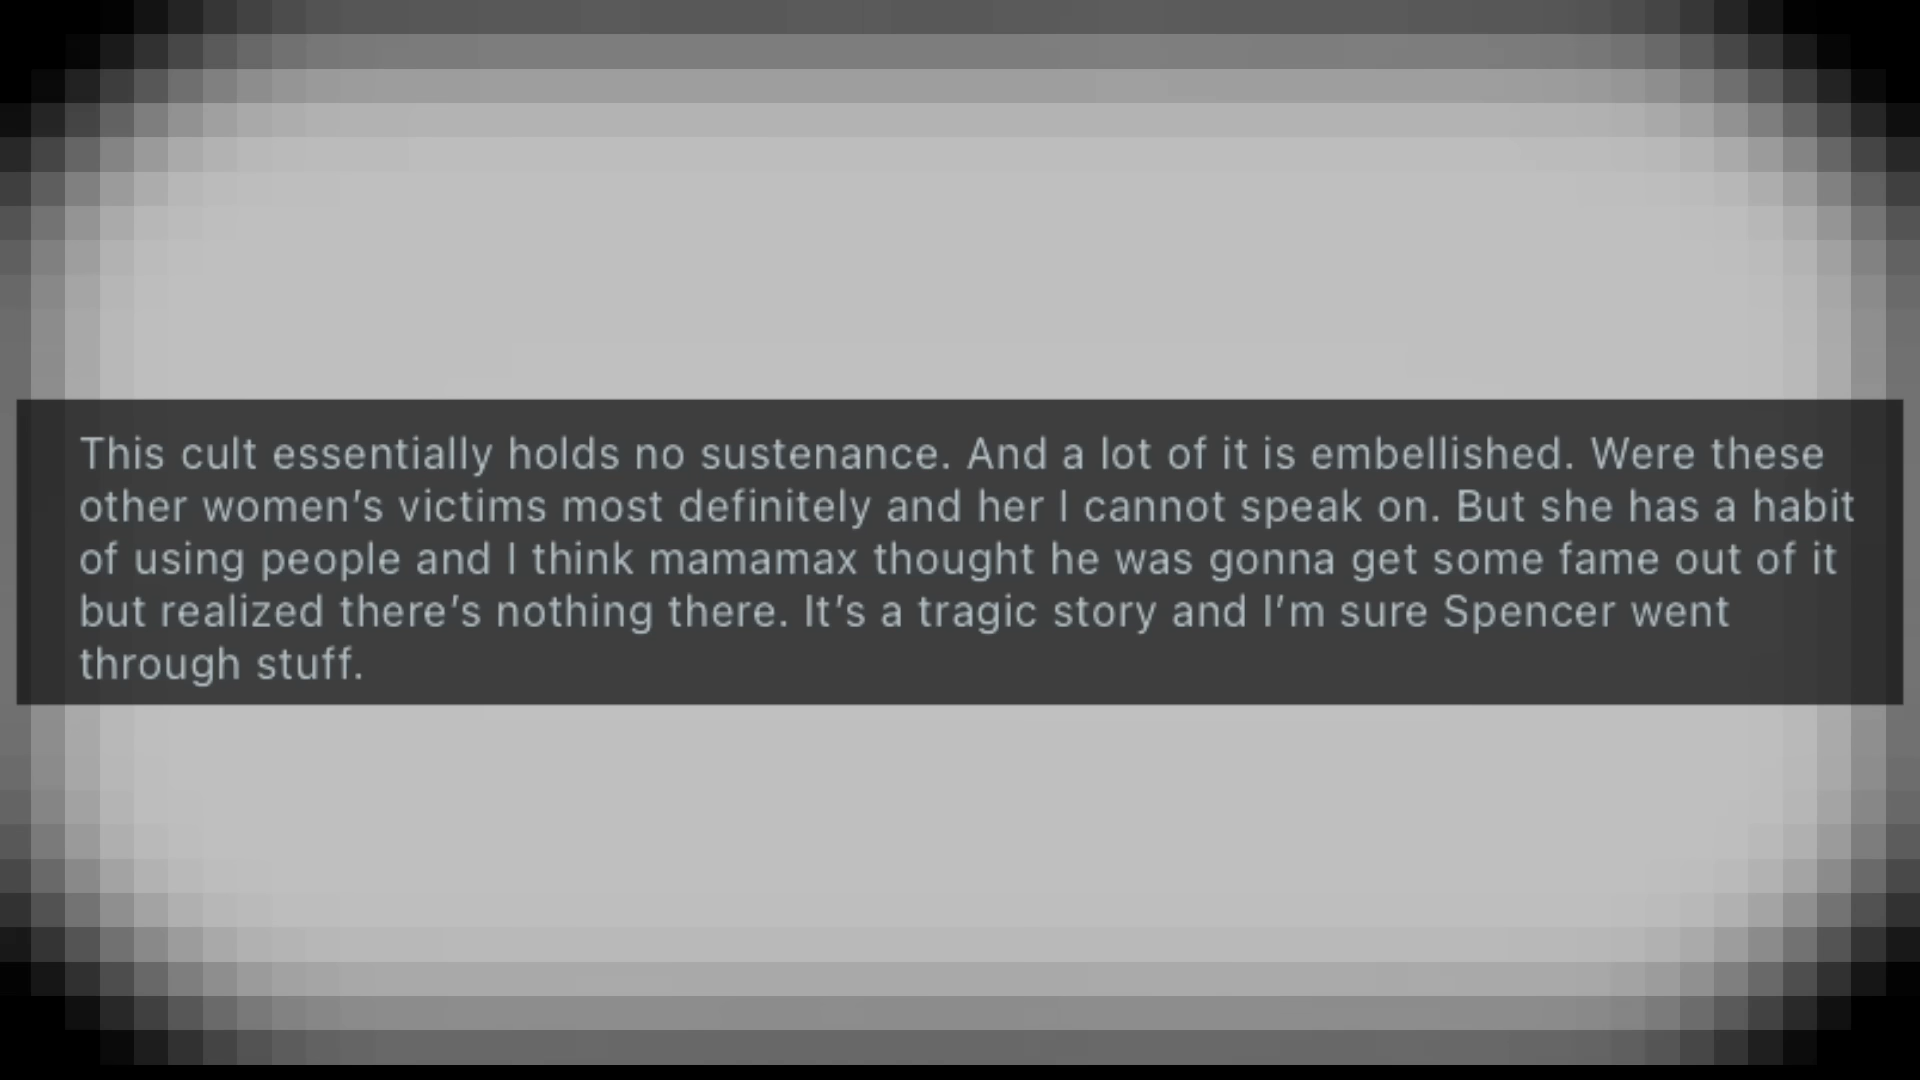 This cult essentially holds no sustenance. And a lot of it is embellished. Were these
other women’s victims most definitely and her I cannot speak on. But she has a habit
of using people and I think mamamax thought he was gonna get some fame out of it
but realized there’s nothing there. It’s a tragic story and I’m sure Spencer went
through stuff.